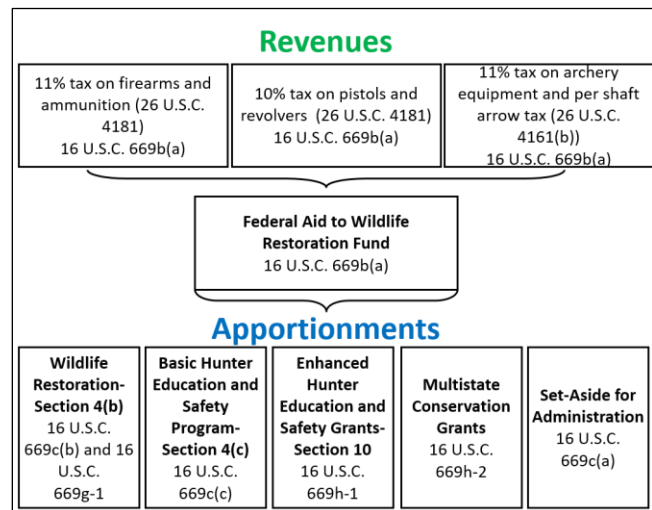 Revenues
11% tax on firearms and
ammunition (26 U.S.C.
4181)
16 U.S.C. 669b(a)
10% tax on pistols and
revolvers (26 U.S.C. 4181)
16 U.S.C. 669b(a)
11% tax on archery
equipment and per shaft
arrow tax (26 U.S.C.
4161(b))
16 U.S.C. 669b(a)
Federal Aid to Wildlife
Restoration Fund
16 U.S.C. 669b(a)
Apportionments
Wildlife
Restoration-
Section 4(b)
16 U.S.C.
669c(b) and 16
U.S.C.
669g-1
Basic Hunter
Education and
Safety
Program-
Section 4(c)
16 U.S.C.
669c(c)
Enhanced
Hunter
Education and
Safety Grants-
Section 10
16 U.S.C.
669h-1
Multistate
Conservation
Grants
16 U.S.C.
669h-2
Set-Aside for
Administration
16 U.S.C.
669c(a)